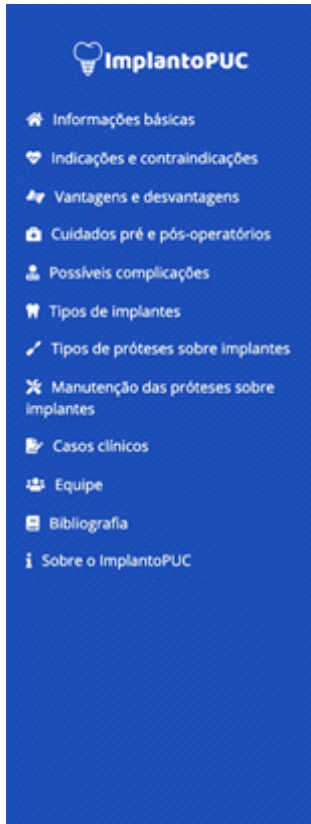 ImplantoPUC
Informações básicas
Indicações e contraindicações
Vantagens e desvantagens
Cuidados pré e pós-operatórios
Possíveis complicações
Tipos de implantes
Tipos de próteses sobre implantes
Manutenção das próteses sobre
implantes
Casos clínicos
Equipe
Bibliografia
Sobre o ImplantoPUC